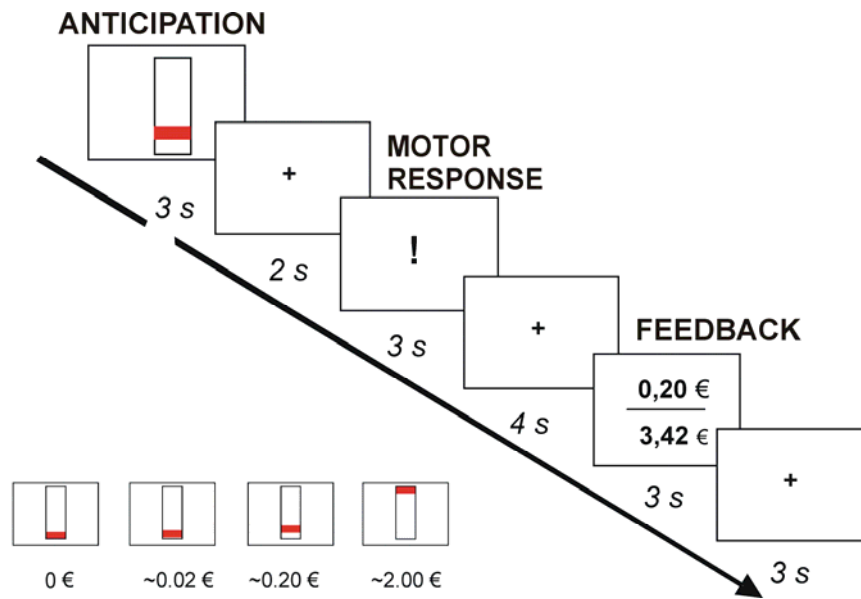 ANTICIPATION
+
MOTOR
RESPONSE
3 s
!
2 s
+
FEEDBACK
3 s
0,20 €
3,42 €
4 s
+
3 s
3 s
0 €
~0.02 €
~0.20 €
~2.00 €